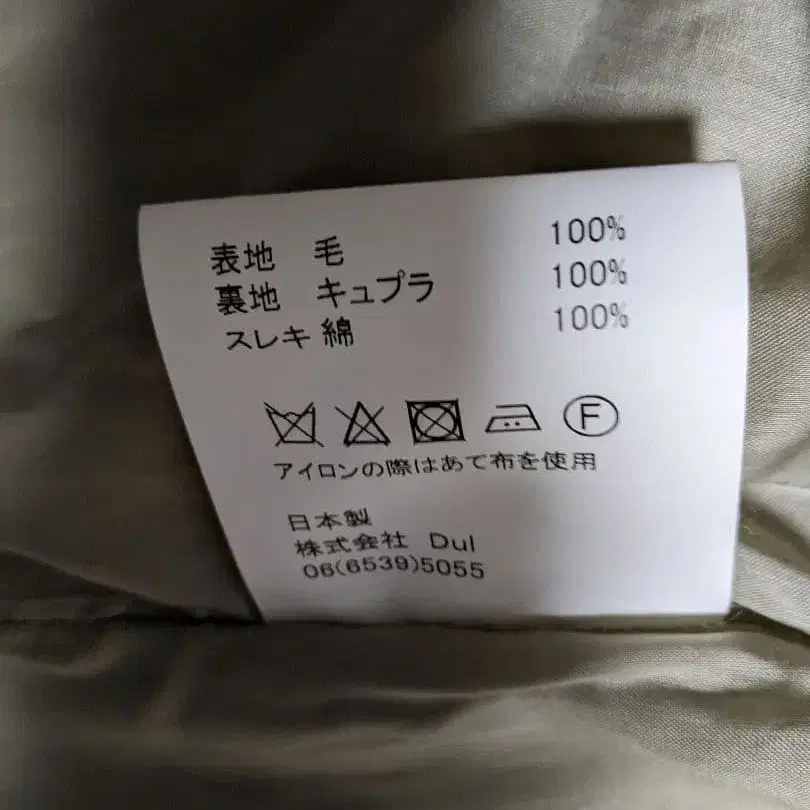 表地 毛 100%
裏地 キュプラ 100%
スレキ 綿 100%
F
アイロンの際はあて布を使用
日本製
株式会社 Dul
06(6539)5055